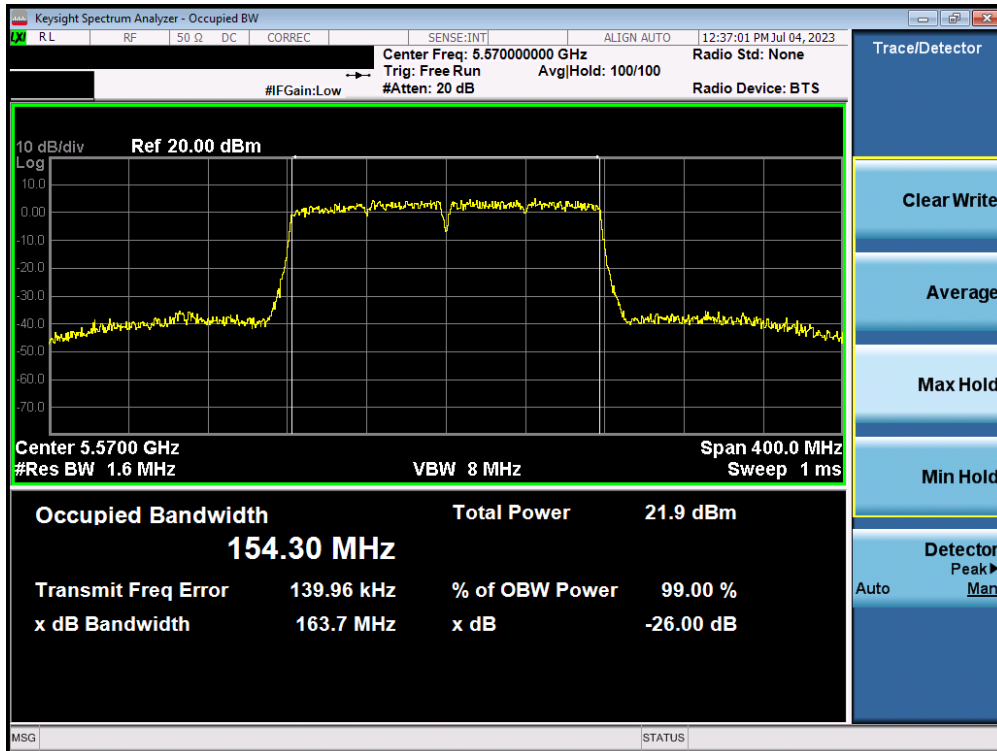 Keysight Spectrum Analyzer - Occupied BW
LXI RL RF 50 Ω DC CORREC SENSE:INT ALIGN AUTO 12:37:01 PM Jul 04, 2023
Center Freq: 5.570000000 GHz Radio Std: None
Trig: Free Run Avg|Hold: 100/100
#IFGain:Low #Atten: 20 dB Radio Device: BTS
10 dB/div Ref 20.00 dBm
Log
10.0
0.00
-10.0
-20.0
-30.0
-40.0
-50.0
-60.0
-70.0
Center 5.5700 GHz Span 400.0 MHz
#Res BW 1.6 MHz VBW 8 MHz Sweep 1 ms
Occupied Bandwidth Total Power 21.9 dBm
154.30 MHz
Transmit Freq Error 139.96 kHz % of OBW Power 99.00 %
x dB Bandwidth 163.7 MHz x dB -26.00 dB
MSG STATUS
Trace/Detector
Clear Write
Average
Max Hold
Min Hold
Detector
Peak▶
Auto Man